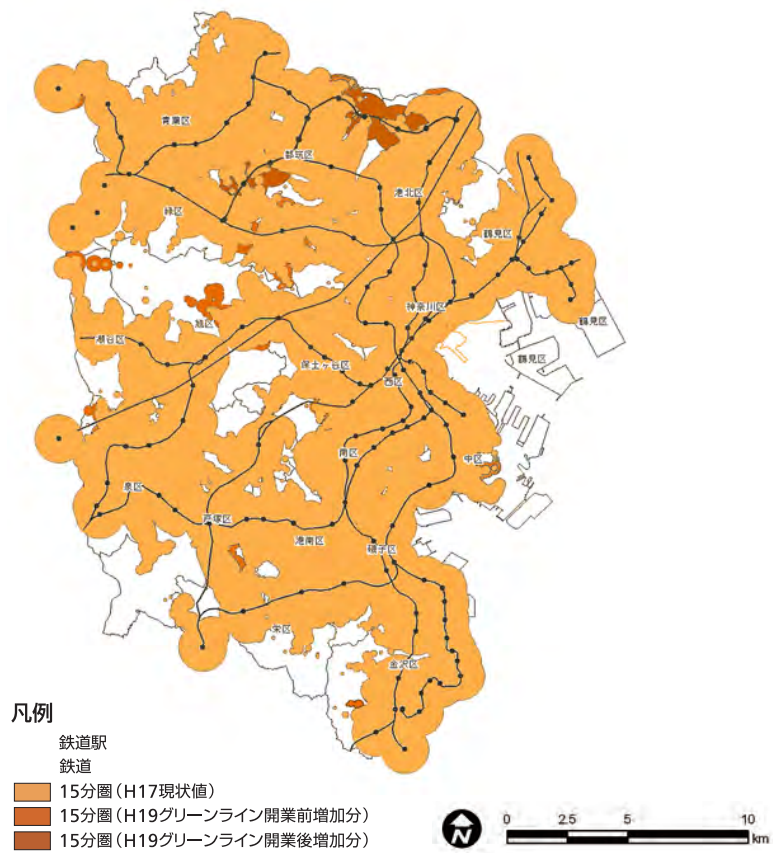 青葉区
都筑区
港北区
緑区
鶴見区
神奈川区
鶴見区
旭区
瀬谷区
鶴見区
保土ヶ谷区
西区
南区
中区
泉区
戸塚区
港南区
磯子区
栄区
金沢区
凡例
鉄道駅
鉄道
15分圏(H17現状値)
15分圏(H19グリーンライン開業前増加分)
15分圏(H19グリーンライン開業後増加分)
N
0 2.5 5 10
km